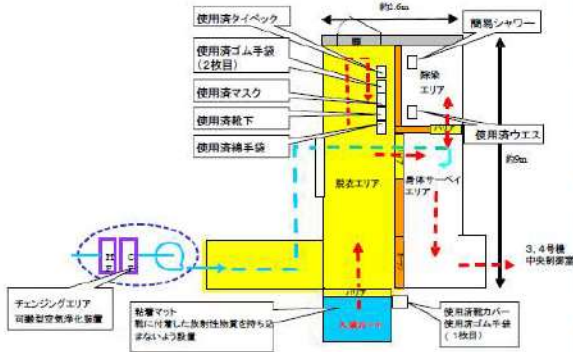 約2.6m
使用済タイベック
使用済ゴム手袋
(2枚目)
使用済マスク
使用済靴下
使用済綿手袋
簡易シャワー
除染
エリア
バリア
使用済ウエス
約9m
脱衣エリア
身体サーベイ
エリア
3,4号機
中央制御室
チェンジングエリア
可搬型空気浄化装置
バリア
粘着マット
靴に付着した放射性物質を持ち込
まないよう設置
使用済靴カバー
使用済ゴム手袋
(1枚目)